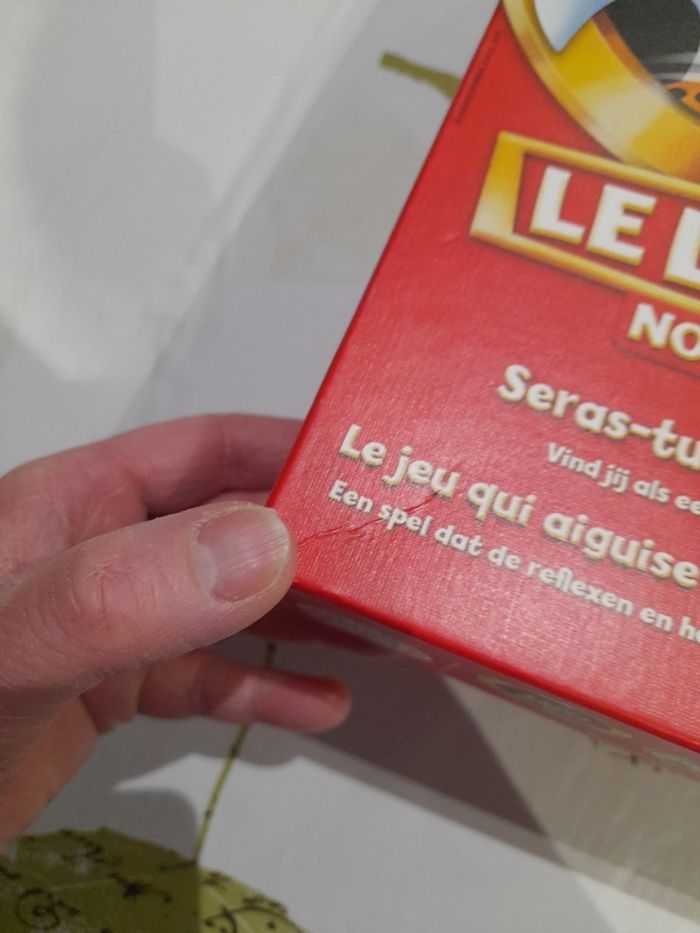 LE L
NO
Seras-tu
Vind jij als ee
Le jeu qui aiguise
Een spel dat de reflexen en h